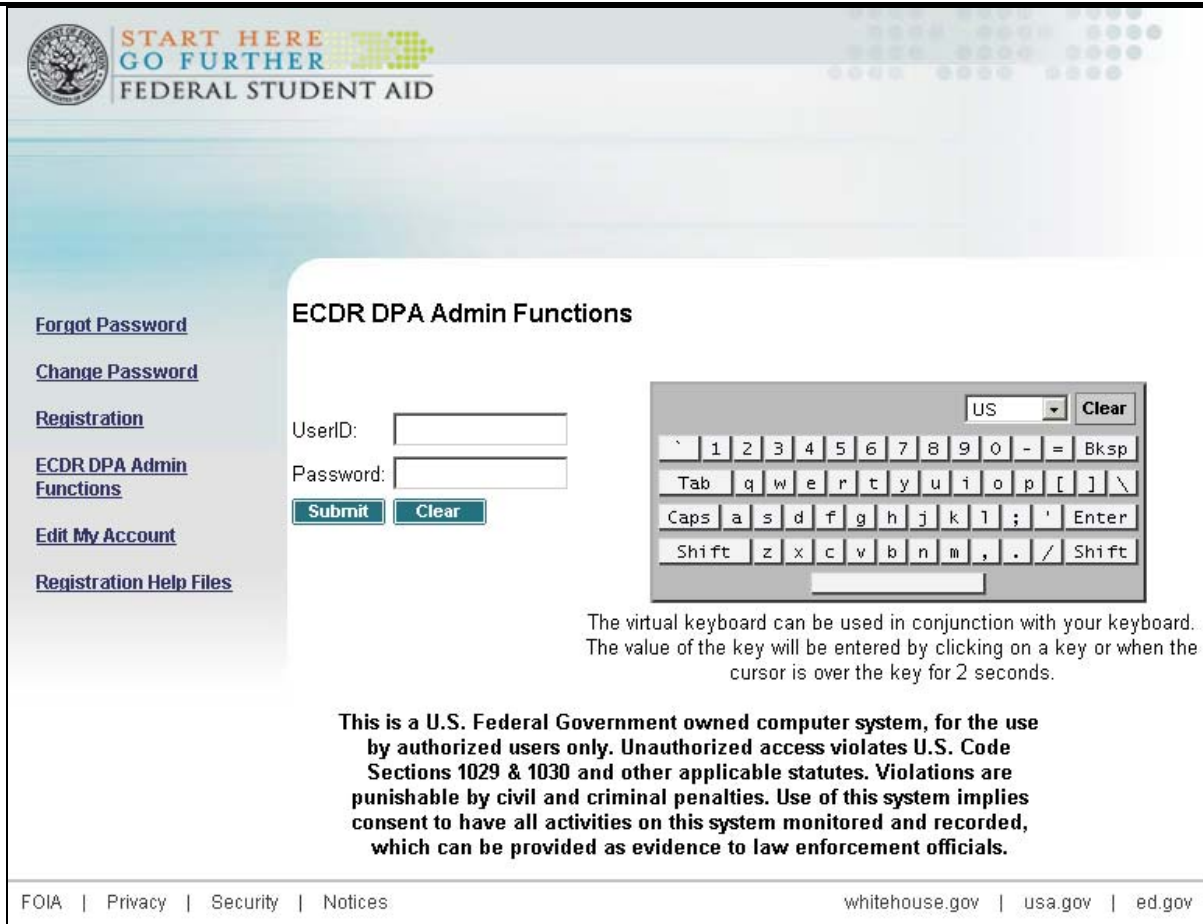 START HERE
GO FURTHER
FEDERAL STUDENT AID
Forgot Password
Change Password
Registration
ECDR DPA Admin
Functions
Edit My Account
Registration Help Files
ECDR DPA Admin Functions
UserID:
Password:
Submit Clear
US Clear
` 1 2 3 4 5 6 7 8 9 0 - = Bksp
Tab q w e r t y u i o p [ ] \
Caps a s d f g h j k l ; ' Enter
Shift z x c v b n m , . / Shift
The virtual keyboard can be used in conjunction with your keyboard.
The value of the key will be entered by clicking on a key or when the
cursor is over the key for 2 seconds.
This is a U.S. Federal Government owned computer system, for the use
by authorized users only. Unauthorized access violates U.S. Code
Sections 1029 & 1030 and other applicable statutes. Violations are
punishable by civil and criminal penalties. Use of this system implies
consent to have all activities on this system monitored and recorded,
which can be provided as evidence to law enforcement officials.
FOIA | Privacy | Security | Notices
whitehouse.gov | usa.gov | ed.gov